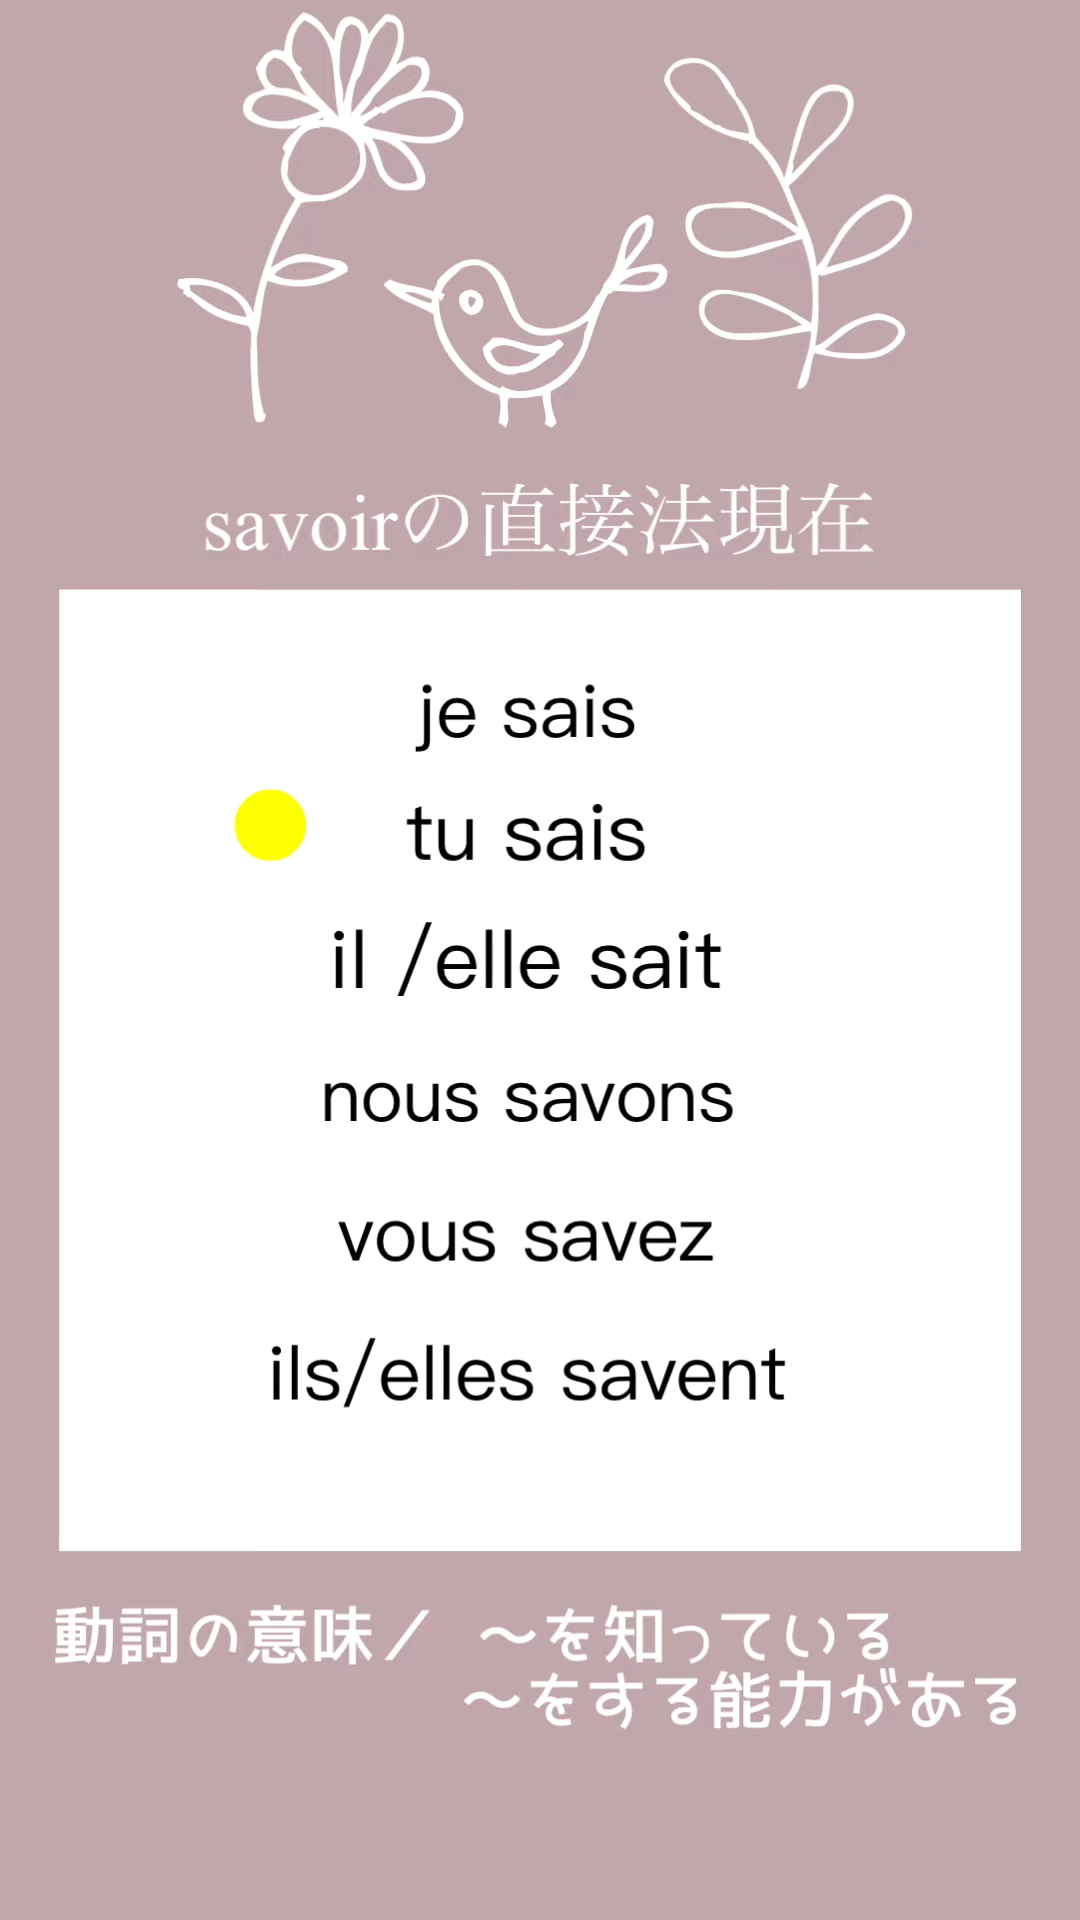 savoirの直接法現在
je sais
tu sais
il /elle sait
nous savons
vous savez
ils/elles savent
動詞の意味／ 〜を知っている
〜をする能力がある